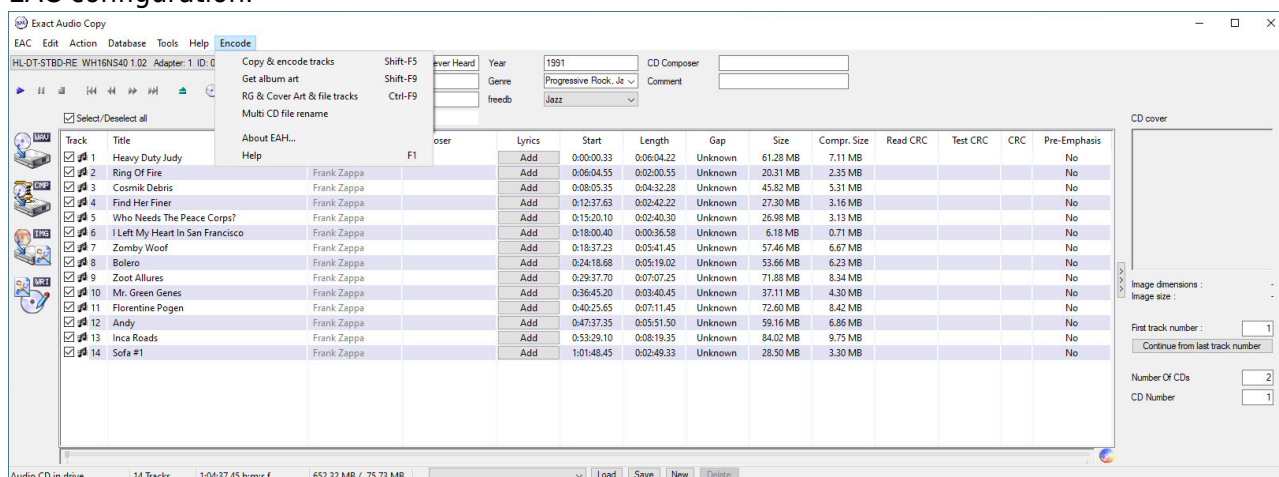 EAC configuration.
Exact Audio Copy
EAC Edit Action Database Tools Help Encode
HL-DT-STBD-RE WH16NS40 1.02 Adapter: 1 ID: 0
Copy & encode tracks Shift-F5
Get album art Shift-F9
RG & Cover Art & file tracks Ctrl-F9
Multi CD file rename
About EAH...
Help F1
ever Heard Year 1991 CD Composer
Genre Progressive Rock, Ja Comment
freedb Jazz
Select/Deselect all
CD cover
WAV
CMP
IMG
Track Title oser Lyrics Start Length Gap Size Compr. Size Read CRC Test CRC CRC Pre-Emphasis
1 Heavy Duty Judy Add 0:00:00.33 0:06:04.22 Unknown 61.28 MB 7.11 MB No
2 Ring Of Fire Frank Zappa Add 0:06:04.55 0:02:00.55 Unknown 20.31 MB 2.35 MB No
3 Cosmik Debris Frank Zappa Add 0:08:05.35 0:04:32.28 Unknown 45.82 MB 5.31 MB No
4 Find Her Finer Frank Zappa Add 0:12:37.63 0:02:42.22 Unknown 27.30 MB 3.16 MB No
5 Who Needs The Peace Corps? Frank Zappa Add 0:15:20.10 0:02:40.30 Unknown 26.98 MB 3.13 MB No
6 I Left My Heart In San Francisco Frank Zappa Add 0:18:00.40 0:00:36.58 Unknown 6.18 MB 0.71 MB No
7 Zomby Woof Frank Zappa Add 0:18:37.23 0:05:41.45 Unknown 57.46 MB 6.67 MB No
8 Bolero Frank Zappa Add 0:24:18.68 0:05:19.02 Unknown 53.66 MB 6.23 MB No
9 Zoot Allures Frank Zappa Add 0:29:37.70 0:07:07.25 Unknown 71.88 MB 8.34 MB No
10 Mr. Green Genes Frank Zappa Add 0:36:45.20 0:03:40.45 Unknown 37.11 MB 4.30 MB No
11 Florentine Pogen Frank Zappa Add 0:40:25.65 0:07:11.45 Unknown 72.60 MB 8.42 MB No
12 Andy Frank Zappa Add 0:47:37.35 0:05:51.50 Unknown 59.16 MB 6.86 MB No
13 Inca Roads Frank Zappa Add 0:53:29.10 0:08:19.35 Unknown 84.02 MB 9.75 MB No
14 Sofa #1 Frank Zappa Add 1:01:48.45 0:02:49.33 Unknown 28.50 MB 3.30 MB No
Image dimensions : -
Image size : -
First track number : 1
Continue from last track number
Number Of CDs 2
CD Number 1
Audio CD in drive 14 Tracks 1:04:37.45 h:m:s.f 652.32 MB / 75.73 MB Load Save New Delete